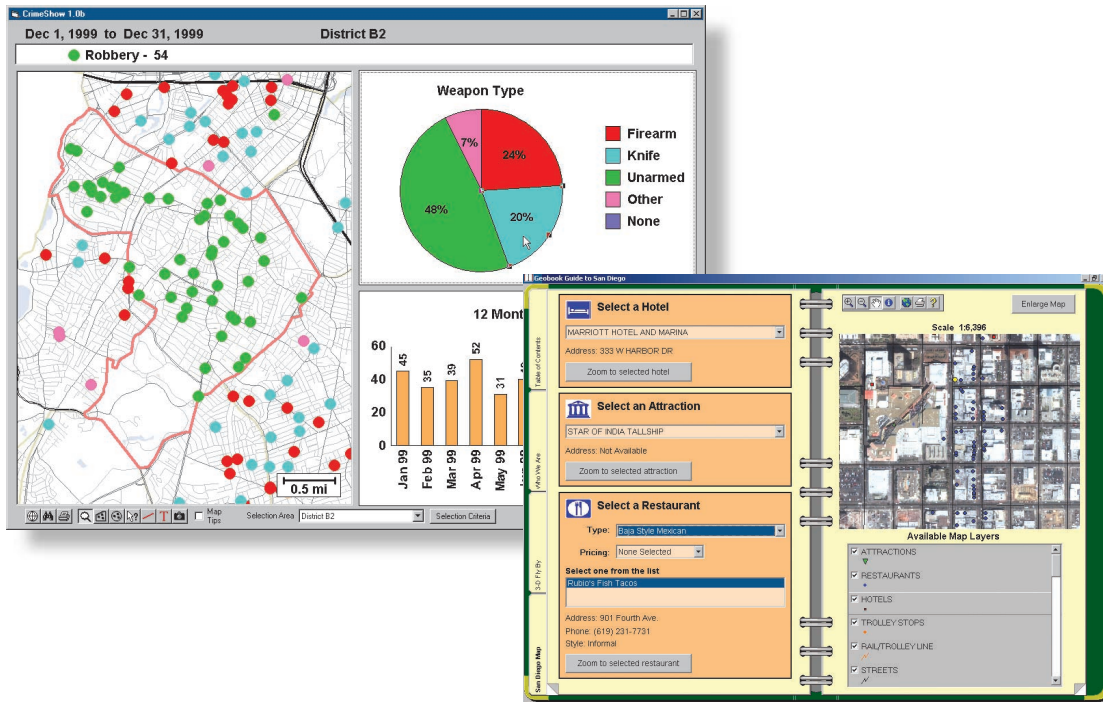 CrimeShow 1.0b
Dec 1, 1999 to Dec 31, 1999
District B2
Robbery - 54
Weapon Type
7%
24%
48%
20%
Firearm
Knife
Unarmed
Other
None
0.5 mi
12 Mont
60
40
20
0
45
35
39
52
31
Jan 99
Feb 99
Mar 99
Apr 99
May 99
Map
Tips
Selection Area
District B2
Selection Criteria
Geobook Guide to San Diego
Table of Contents
Who We Are
3-D Fly By
San Diego Map
Select a Hotel
MARRIOTT HOTEL AND MARINA
Address: 333 W HARBOR DR
Zoom to selected hotel
Select an Attraction
STAR OF INDIA TALLSHIP
Address: Not Available
Zoom to selected attraction
Select a Restaurant
Type: Baja Style Mexican
Pricing: None Selected
Select one from the list
Rubio's Fish Tacos
Address: 901 Fourth Ave.
Phone: (619) 231-7731
Style: Informal
Zoom to selected restaurant
Enlarge Map
Scale 1:6,396
Available Map Layers
ATTRACTIONS
RESTAURANTS
HOTELS
TROLLEY STOPS
RAIL/TROLLEY LINE
STREETS